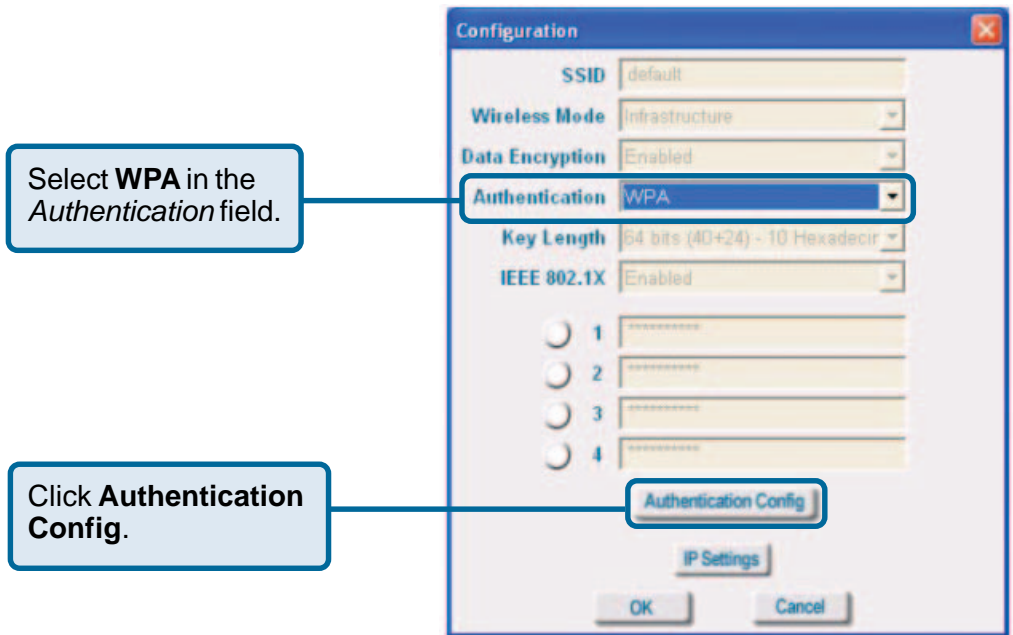 Configuration
SSID default
Wireless Mode Infrastructure
Data Encryption Enabled
Select WPA in the
Authentication field.
Authentication WPA
Key Length 64 bits (40+24) - 10 Hexadecir
IEEE 802.1X Enabled
1 **********
2 **********
3 **********
4 **********
Click Authentication
Config.
Authentication Config
IP Settings
OK Cancel